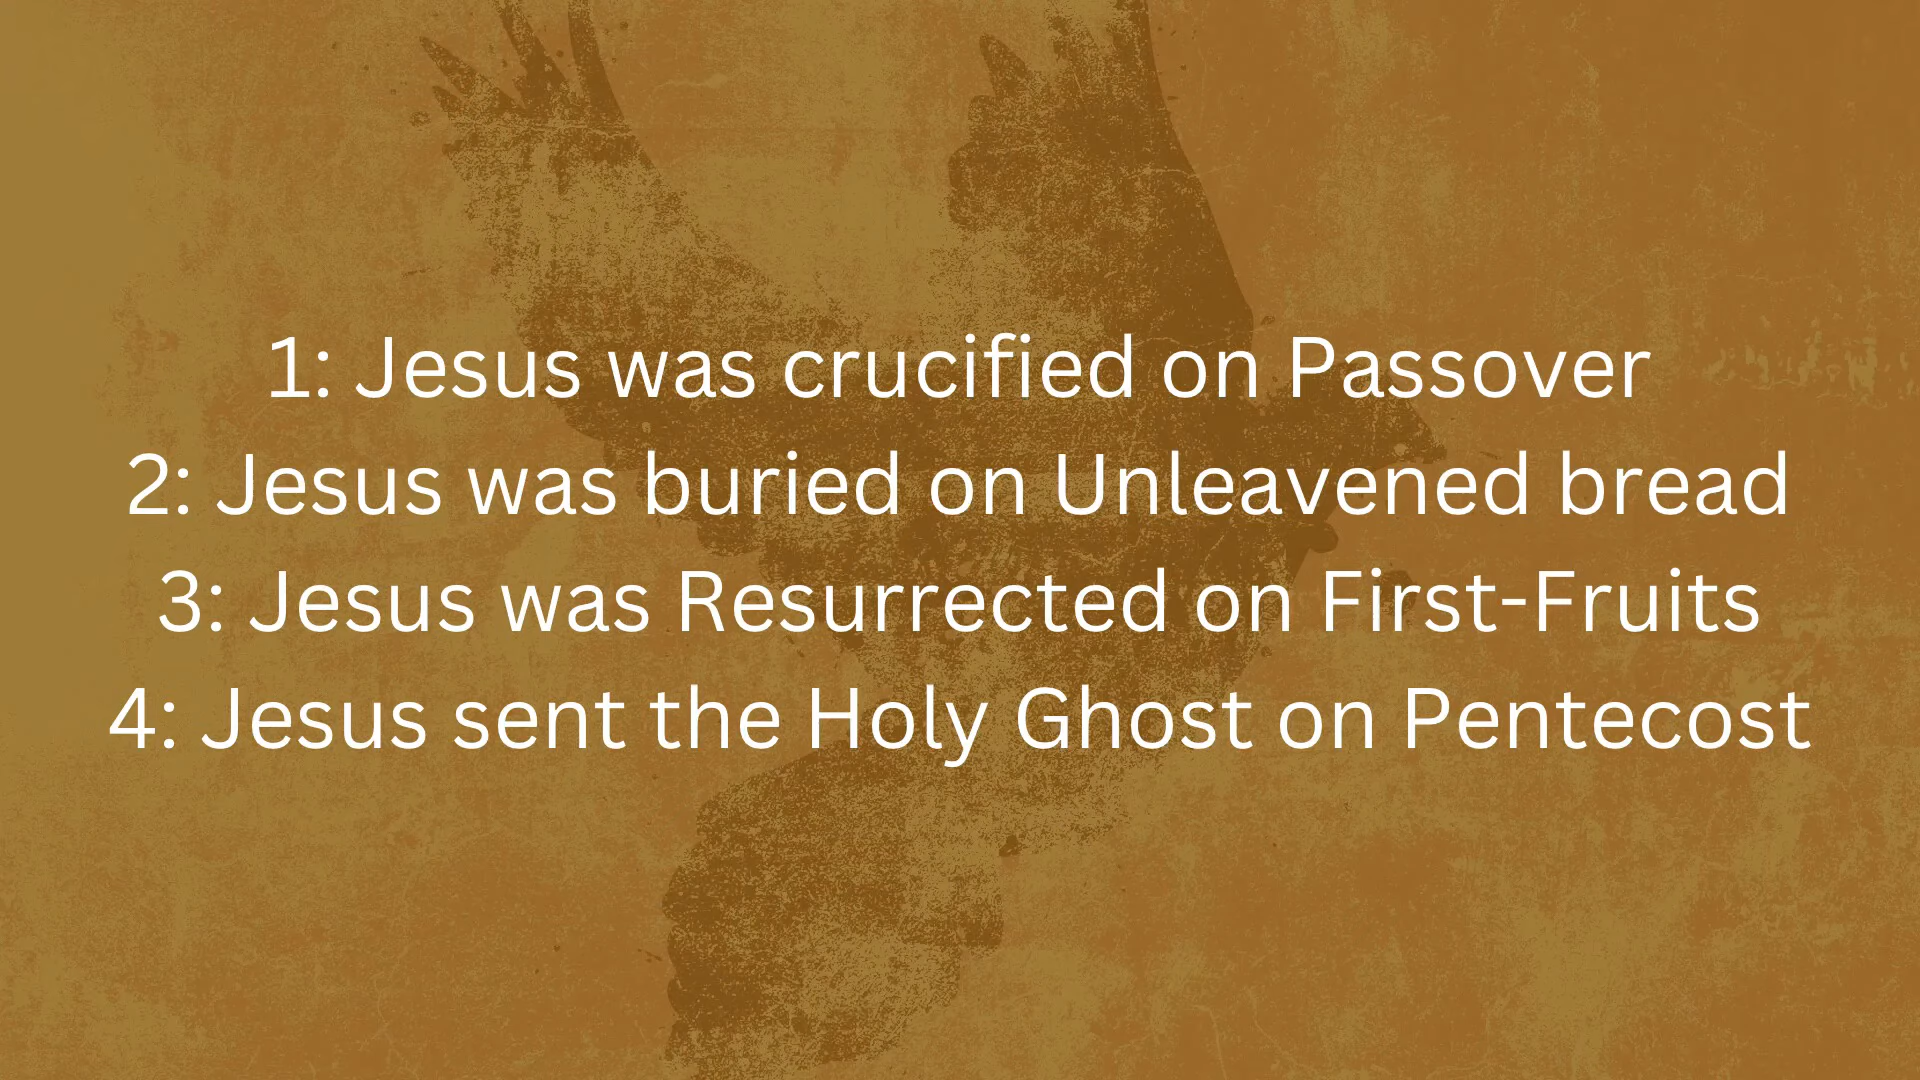 1: Jesus was crucified on Passover
2: Jesus was buried on Unleavened bread
3: Jesus was Resurrected on First-Fruits
4: Jesus sent the Holy Ghost on Pentecost